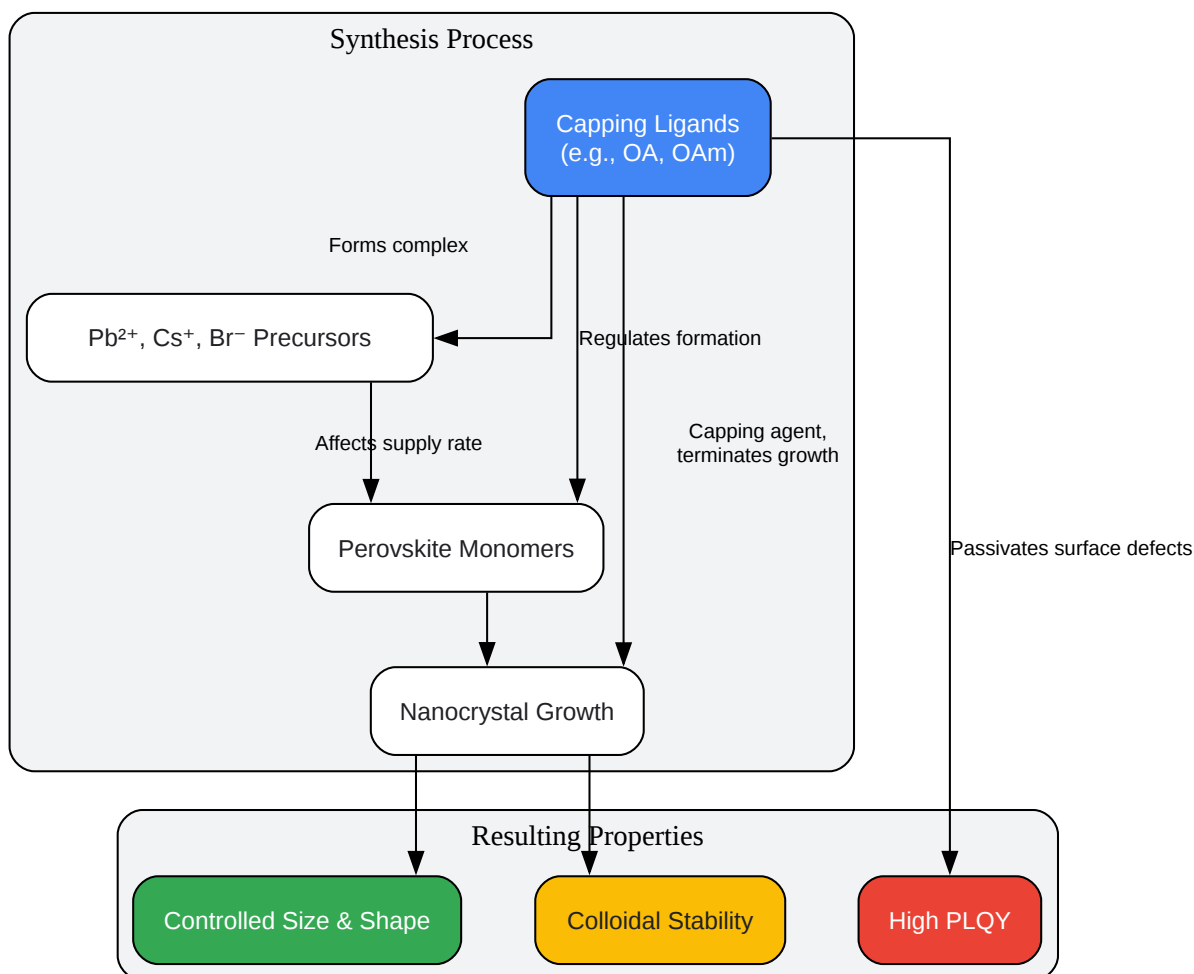 Synthesis Process
Capping Ligands
(e.g., OA, OAm)
Forms complex
Pb²⁺, Cs⁺, Br⁻ Precursors
Regulates formation
Affects supply rate
Capping agent,
terminates growth
Perovskite Monomers
Passivates surface defects
Nanocrystal Growth
Resulting Properties
Controlled Size & Shape
Colloidal Stability
High PLQY